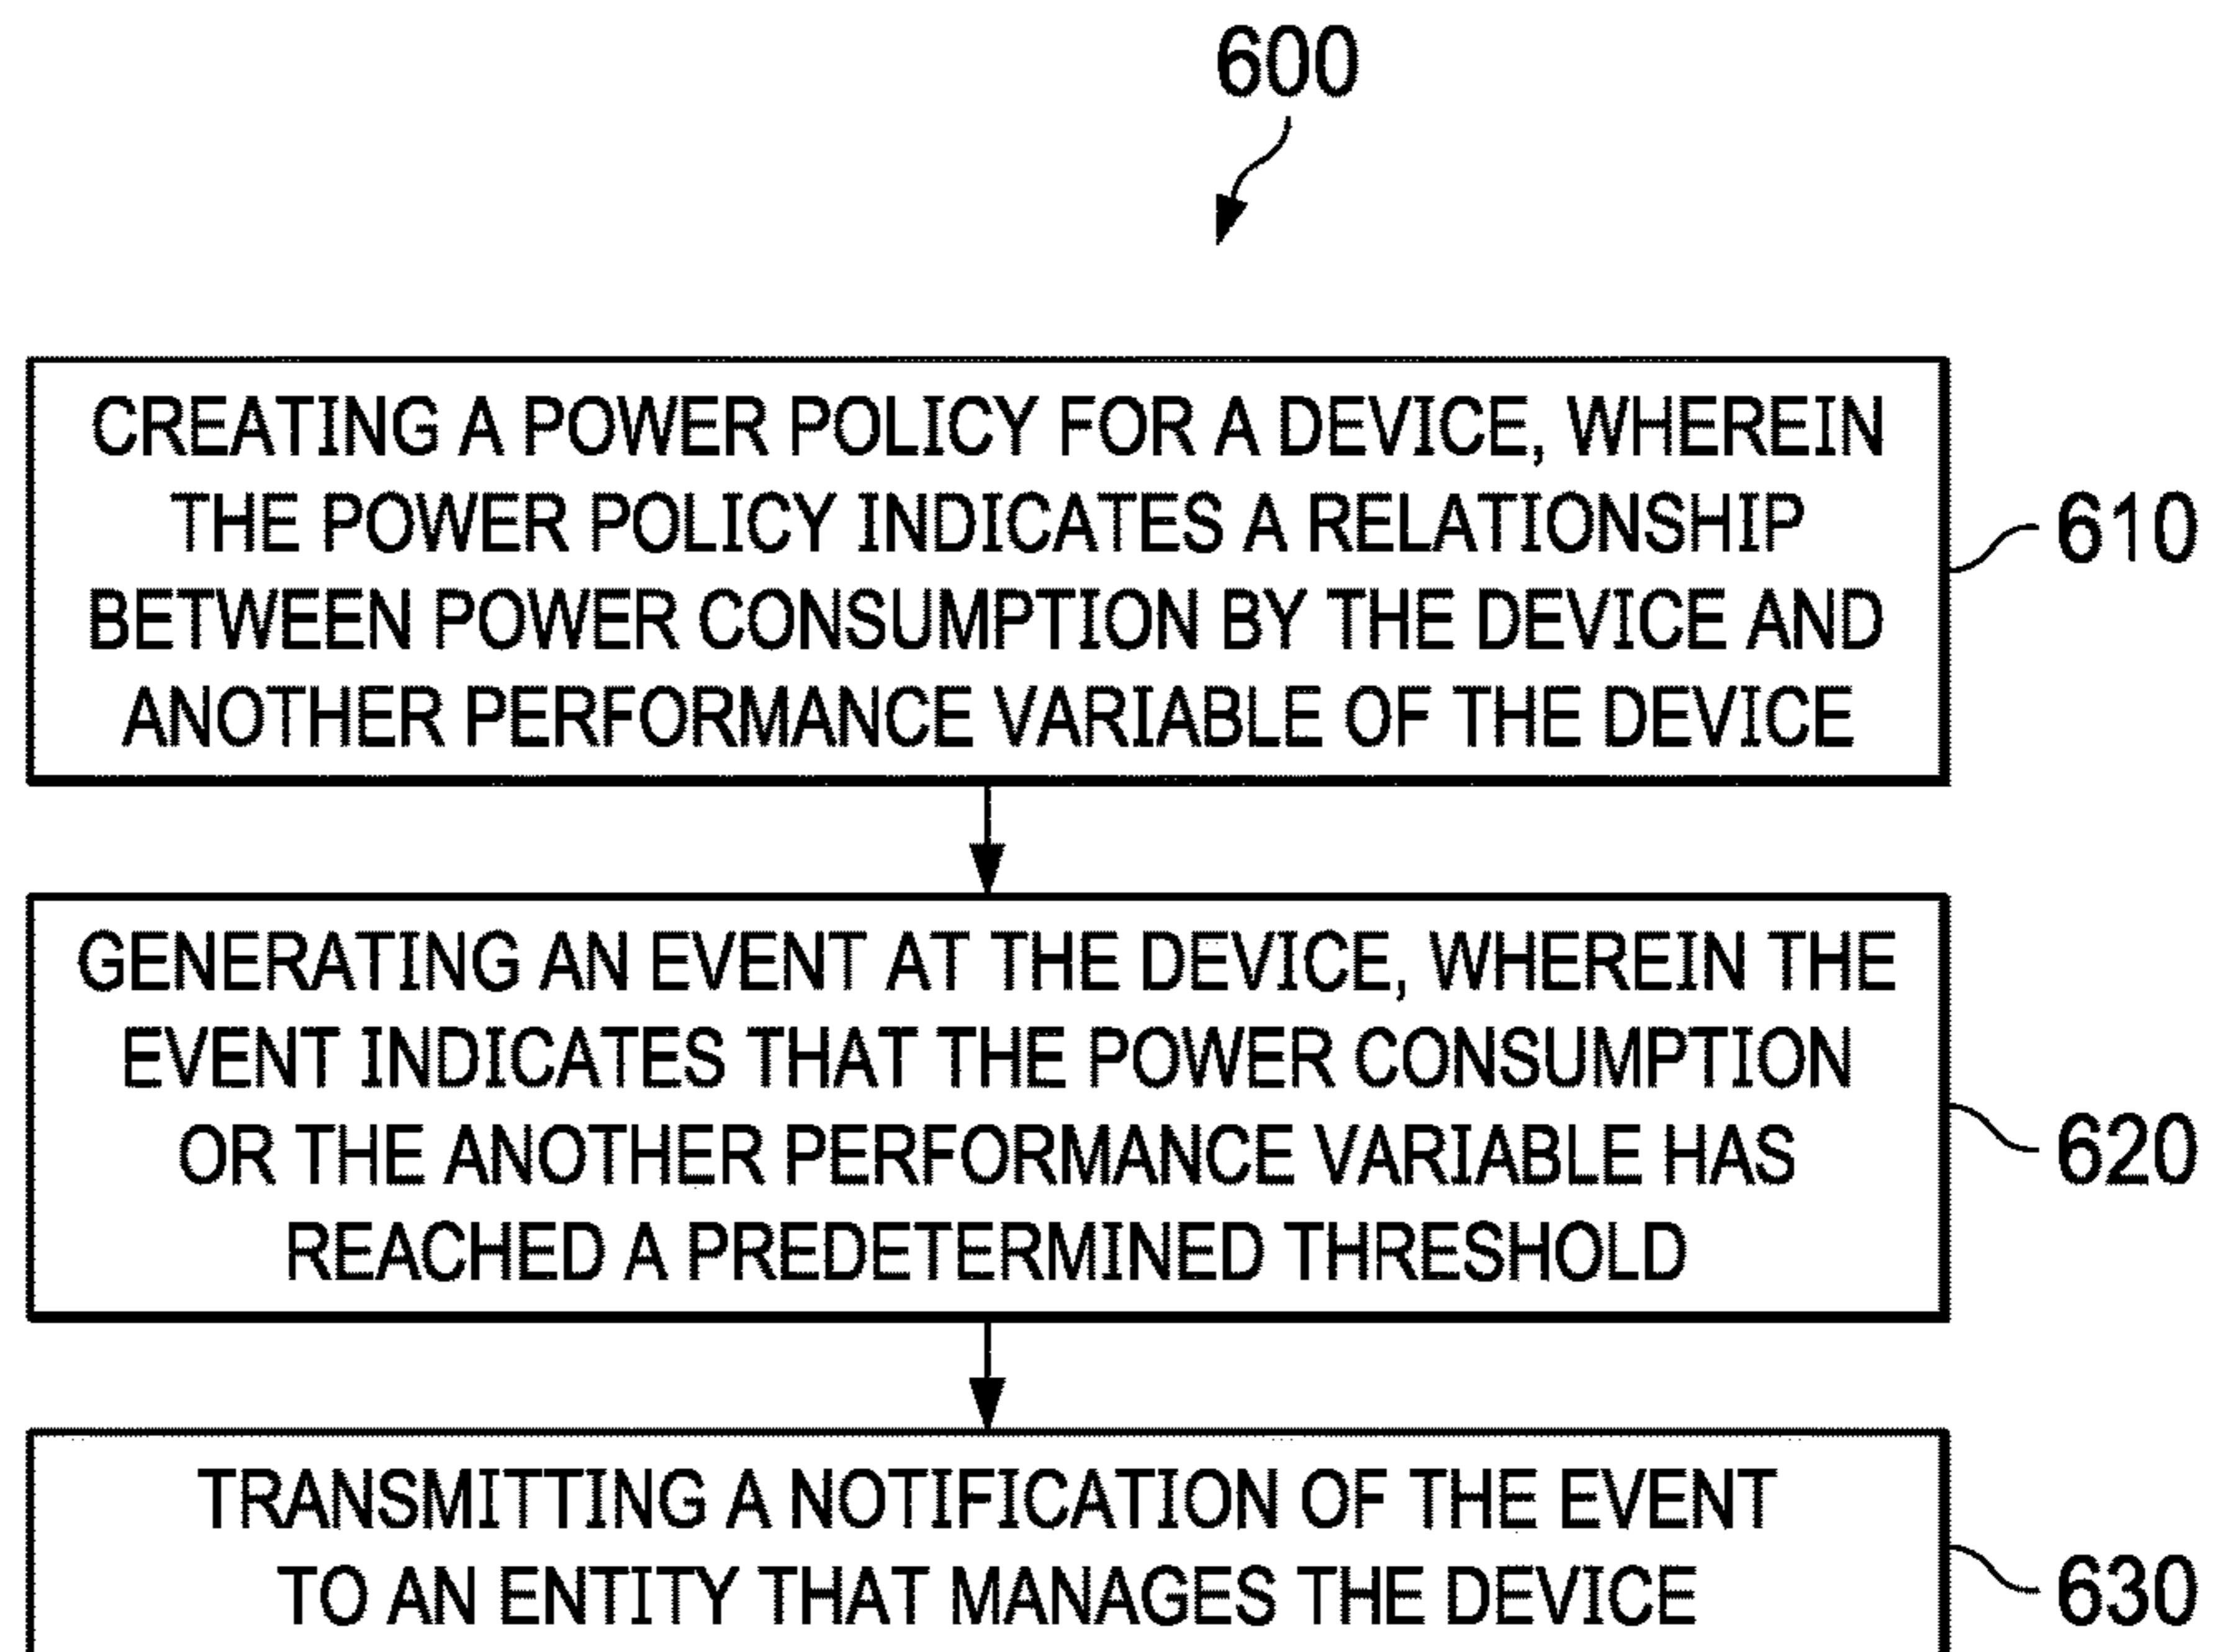 600
CREATING A POWER POLICY FOR A DEVICE, WHEREIN
THE POWER POLICY INDICATES A RELATIONSHIP
BETWEEN POWER CONSUMPTION BY THE DEVICE AND
ANOTHER PERFORMANCE VARIABLE OF THE DEVICE
610
GENERATING AN EVENT AT THE DEVICE, WHEREIN THE
EVENT INDICATES THAT THE POWER CONSUMPTION
OR THE ANOTHER PERFORMANCE VARIABLE HAS
REACHED A PREDETERMINED THRESHOLD
620
TRANSMITTING A NOTIFICATION OF THE EVENT
TO AN ENTITY THAT MANAGES THE DEVICE
630